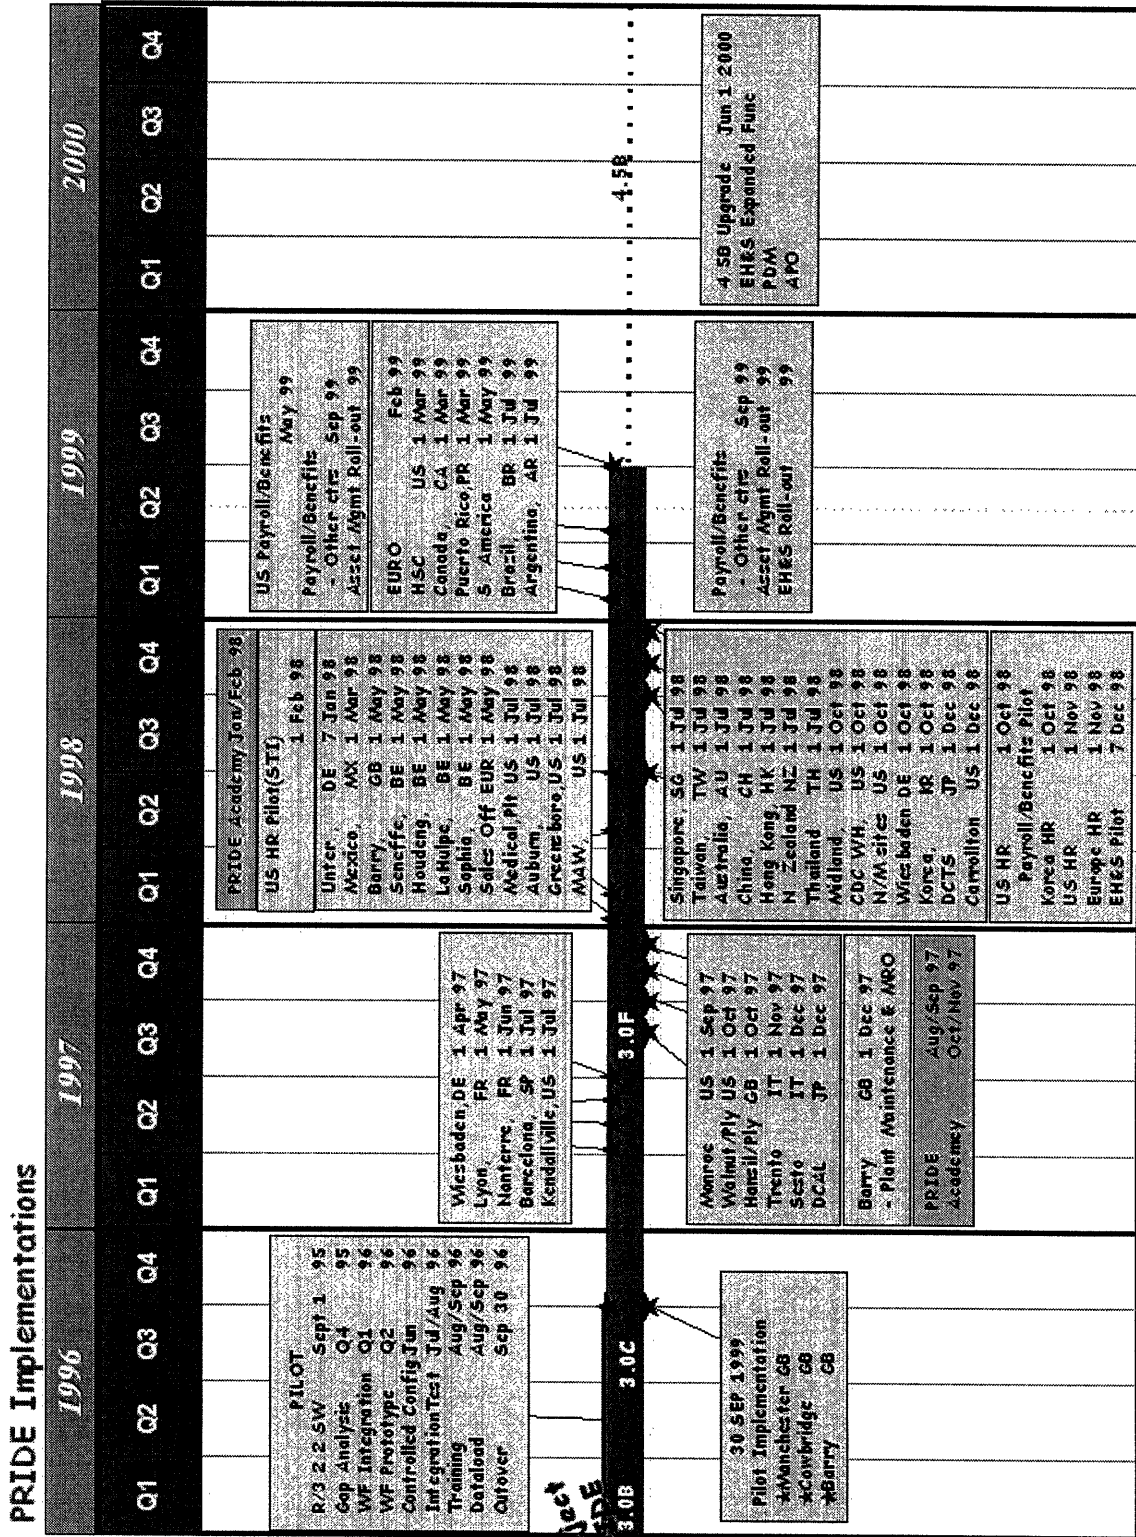 PRIDE Implementations
1996 1997 1998 1999 2000
Q1 Q2 Q3 Q4 Q1 Q2 Q3 Q4 Q1 Q2 Q3 Q4 Q1 Q2 Q3 Q4 Q1 Q2 Q3 Q4
PILOT
R/3 2.2 SW Sept 1 95
Gap Analysis Q4 95
WF Integration Q1 96
WF Prototype Q2 96
Controlled Config Jun 96
IntegrationTest Jul/Aug 96
Training Aug/Sep 96
Dataload Aug/Sep 96
Cutover Sep 30 96
Wiesbaden, DE 1 Apr 97
Lyon, FR 1 May 97
Nanterre, FR 1 Jun 97
Barcelona, SP 1 Jul 97
Kendallville, US 1 Jul 97
PRIDE Academy Jan/Feb 98
US HR Pilot(STI)
1 Feb 98
Unter, DE 7 Jan 98
Mexico, MX 1 Mar 98
Barry, GB 1 May 98
Seneffe, BE 1 May 98
Houdeng, BE 1 May 98
LaHulpe, BE 1 May 98
Sophia, BE 1 May 98
Sales Off EUR 1 May 98
Medical, Plt US 1 Jul 98
Auburn, US 1 Jul 98
Greensboro, US 1 Jul 98
MAW, US 1 Jul 98
US Payroll/Benefits
May 99
Payroll/Benefits
- Other ctrs Sep 99
Asset Mgmt Roll-out 99
EURO Feb 99
HSC US 1 Mar 99
Canada, CA 1 Mar 99
Puerto Rico, PR 1 Mar 99
S America 1 May 99
Brazil, BR 1 Jul 99
Argentina, AR 1 Jul 99
3.0B 3.0C 3.0F 4.5B
30 SEP 1999
Pilot Implementation
★Manchester GB
★Cowbridge GB
★Barry GB
Monroe US 1 Sep 97
Walnut/Ply US 1 Oct 97
Hansil/Ply GB 1 Oct 97
Trento IT 1 Nov 97
Sesto IT 1 Dec 97
DCAL JP 1 Dec 97
Barry GB 1 Dec 97
- Plant Maintenance & MRO
PRIDE Aug/Sep 97
Academy Oct/Nov 97
Singapore, SG 1 Jul 98
Taiwan, TW 1 Jul 98
Australia, AU 1 Jul 98
China, CH 1 Jul 98
Hong Kong, HK 1 Jul 98
N Zealand NZ 1 Jul 98
Thailand TH 1 Jul 98
Midland, US 1 Oct 98
CDC WH, US 1 Oct 98
N/M sites US 1 Oct 98
Wiesbaden DE 1 Oct 98
Korea, KR 1 Oct 98
DCTS JP 1 Dec 98
Carrollton US 1 Dec 98
US HR 1 Oct 98
Payroll/Benefits Pilot
Korea HR 1 Oct 98
US HR 1 Nov 98
Europe HR 1 Nov 98
EH&S Pilot 7 Dec 98
Payroll/Benefits
- Other ctrs Sep 99
Asset Mgmt Roll-out 99
EH&S Roll-out 99
4 5B Upgrade Jun 1 2000
EH&S Expanded Func
PDM
APO